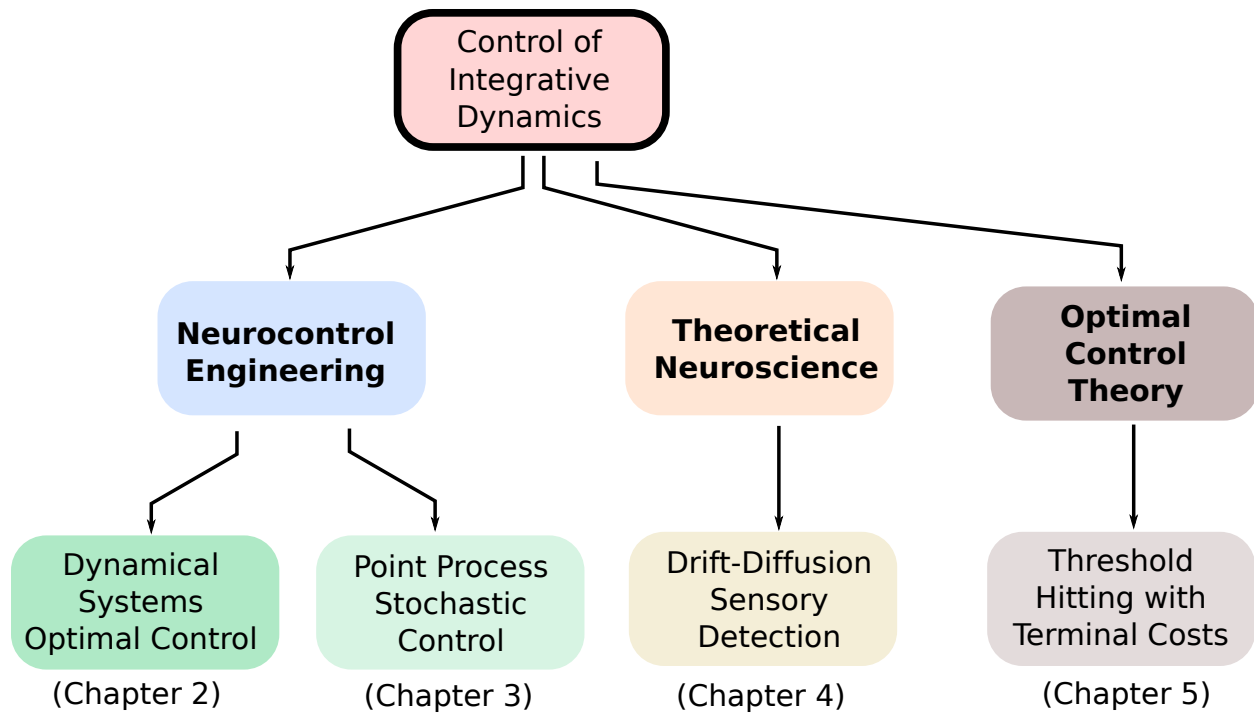 Control of
Integrative
Dynamics
Neurocontrol
Engineering
Theoretical
Neuroscience
Optimal
Control
Theory
Dynamical
Systems
Optimal Control
Point Process
Stochastic
Control
Drift-Diffusion
Sensory
Detection
Threshold
Hitting with
Terminal Costs
(Chapter 2)
(Chapter 3)
(Chapter 4)
(Chapter 5)